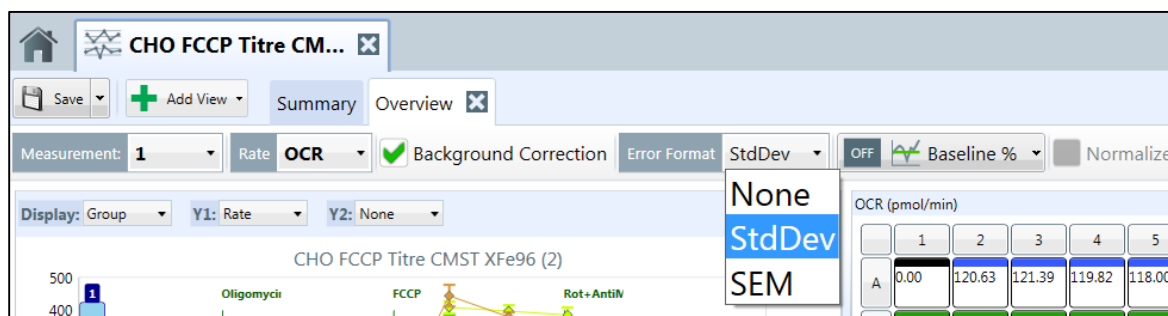 CHO FCCP Titre CM...
Save Add View Summary Overview
Measurement: 1 Rate OCR Background Correction Error Format StdDev OFF Baseline % Normalize
None
StdDev
SEM
Display: Group Y1: Rate Y2: None
CHO FCCP Titre CMST XFe96 (2)
500
400
1
Oligomycin FCCP Rot+AntiM
OCR (pmol/min)
1 2 3 4 5
A 0.00 120.63 121.39 119.82 118.00